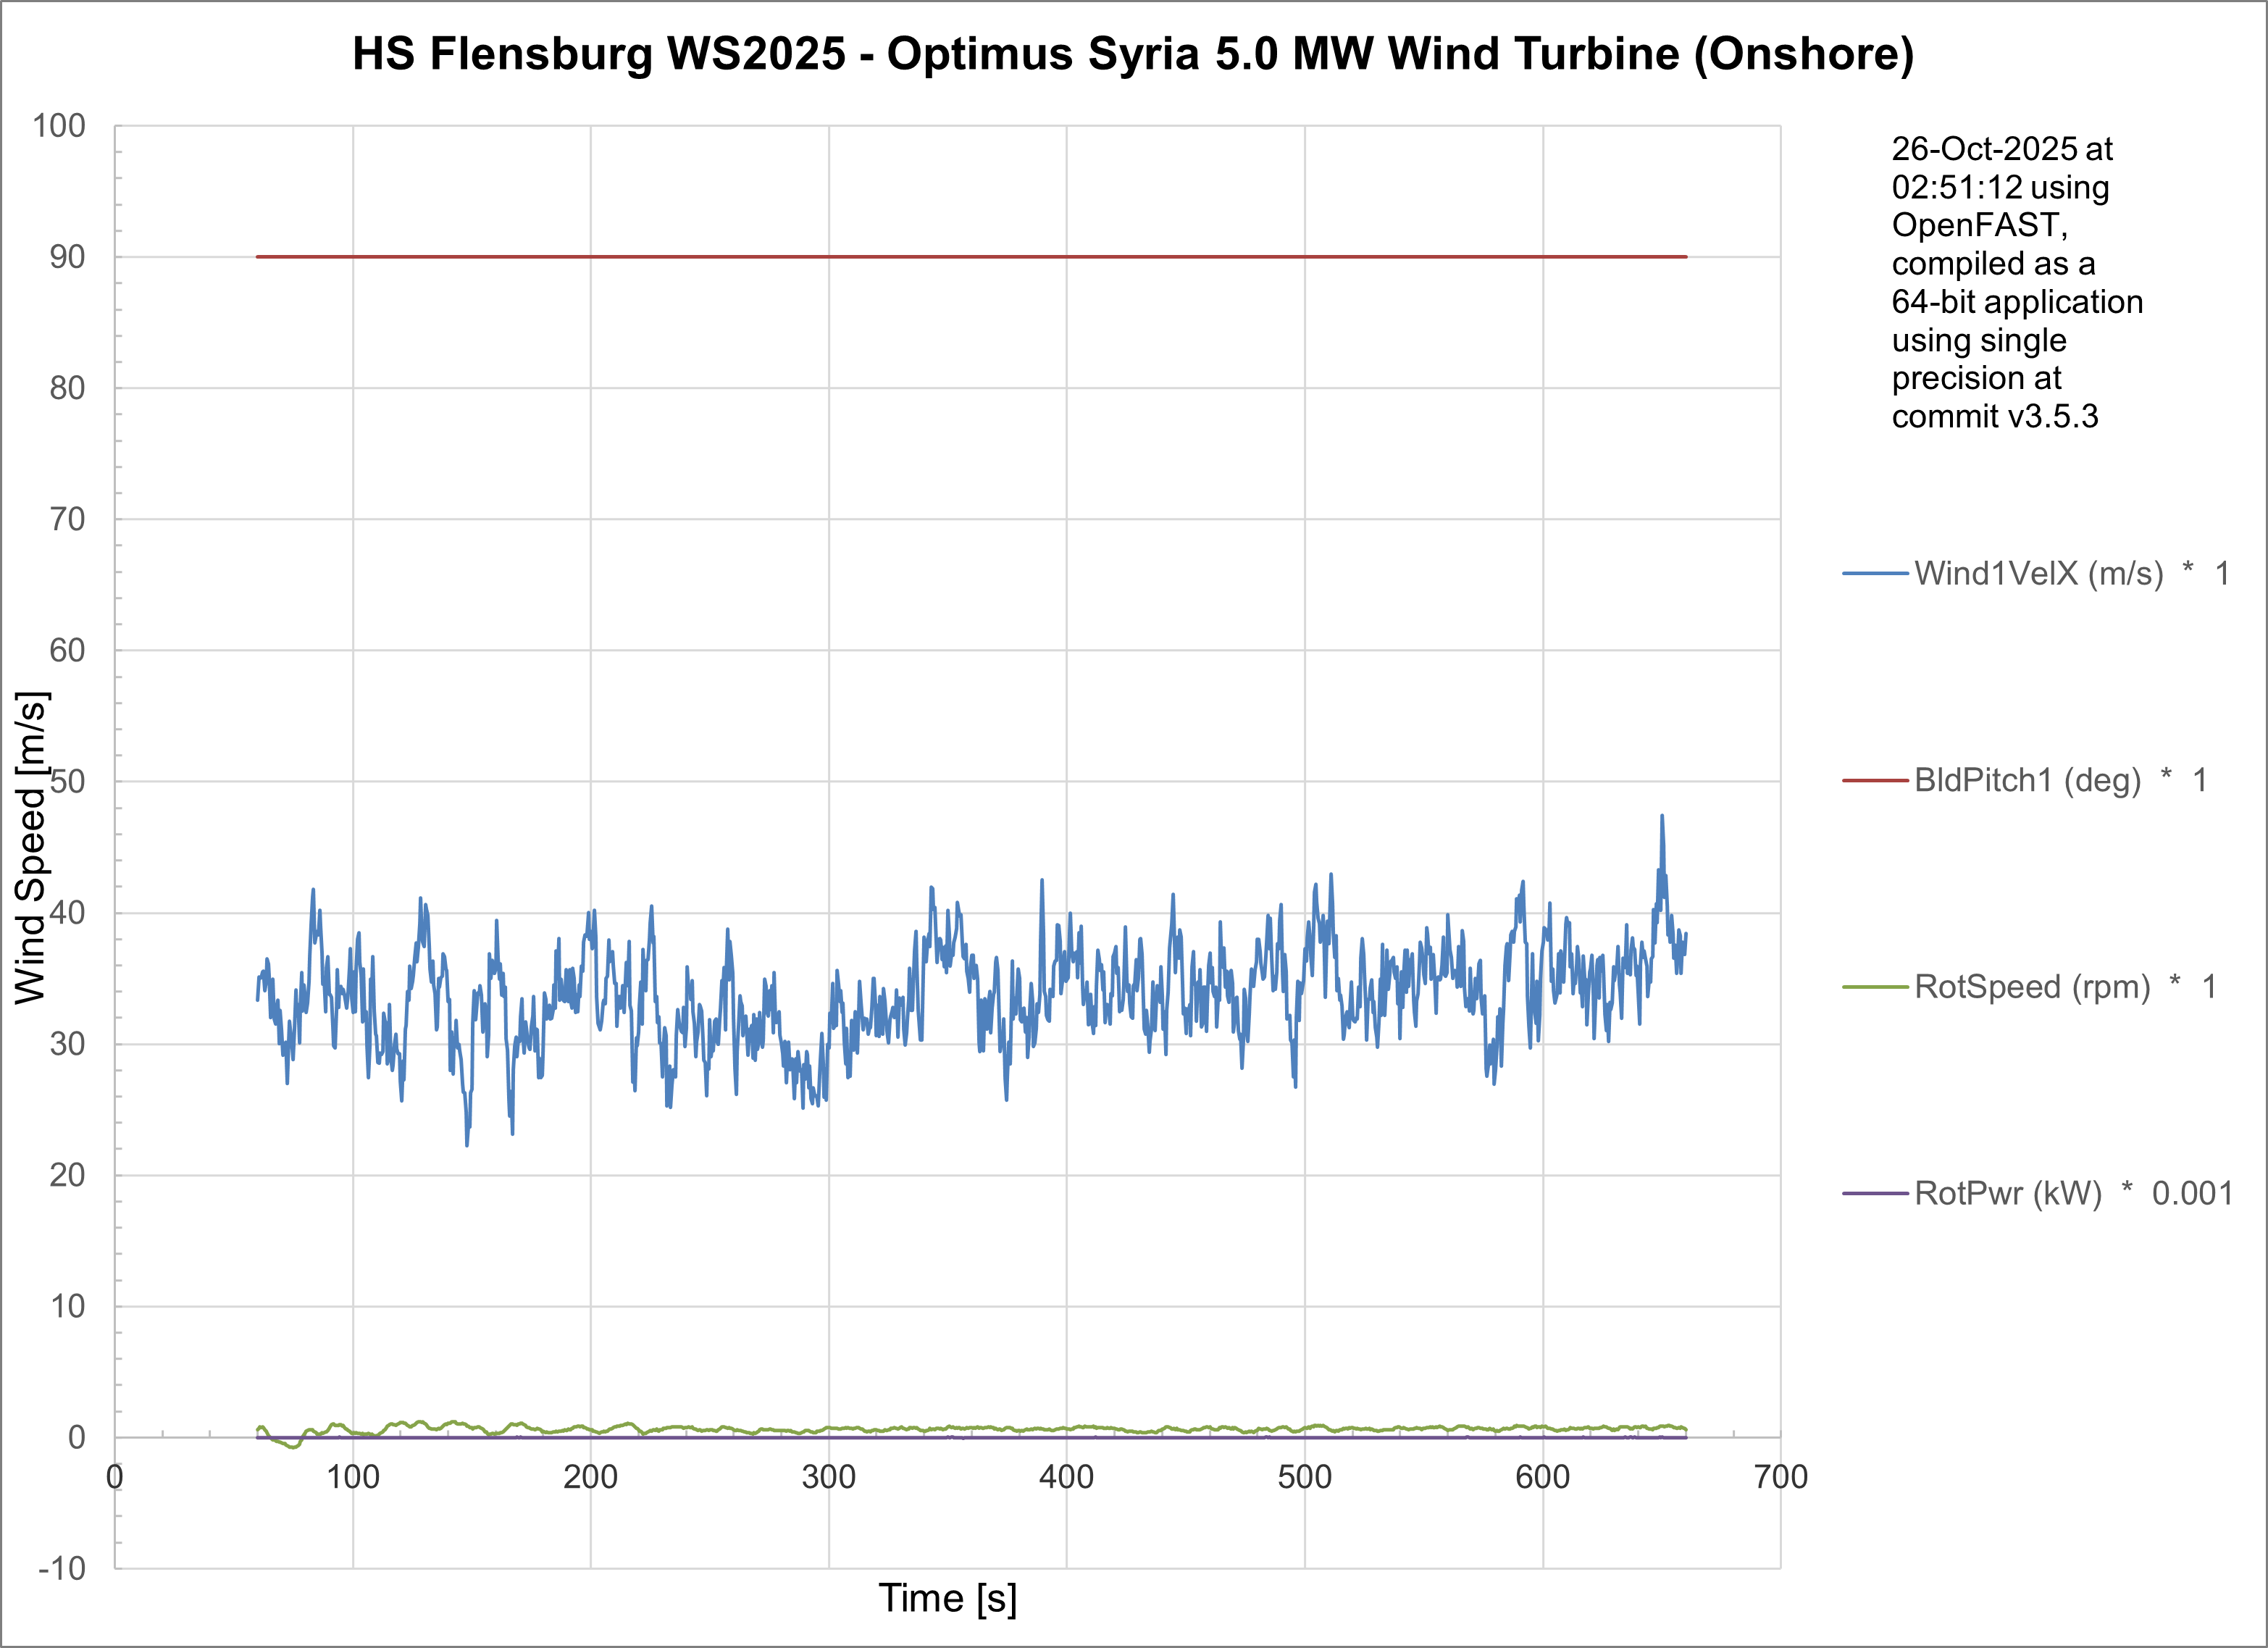 HS Flensburg WS2025 - Optimus Syria 5.0 MW Wind Turbine (Onshore)
26-Oct-2025 at
02:51:12 using
OpenFAST,
compiled as a
64-bit application
using single
precision at
commit v3.5.3
Wind Speed [m/s]
100
90
80
70
60
50
40
30
20
10
0
-10
0 100 200 300 400 500 600 700
Time [s]
Wind1VelX (m/s) * 1
BldPitch1 (deg) * 1
RotSpeed (rpm) * 1
RotPwr (kW) * 0.001